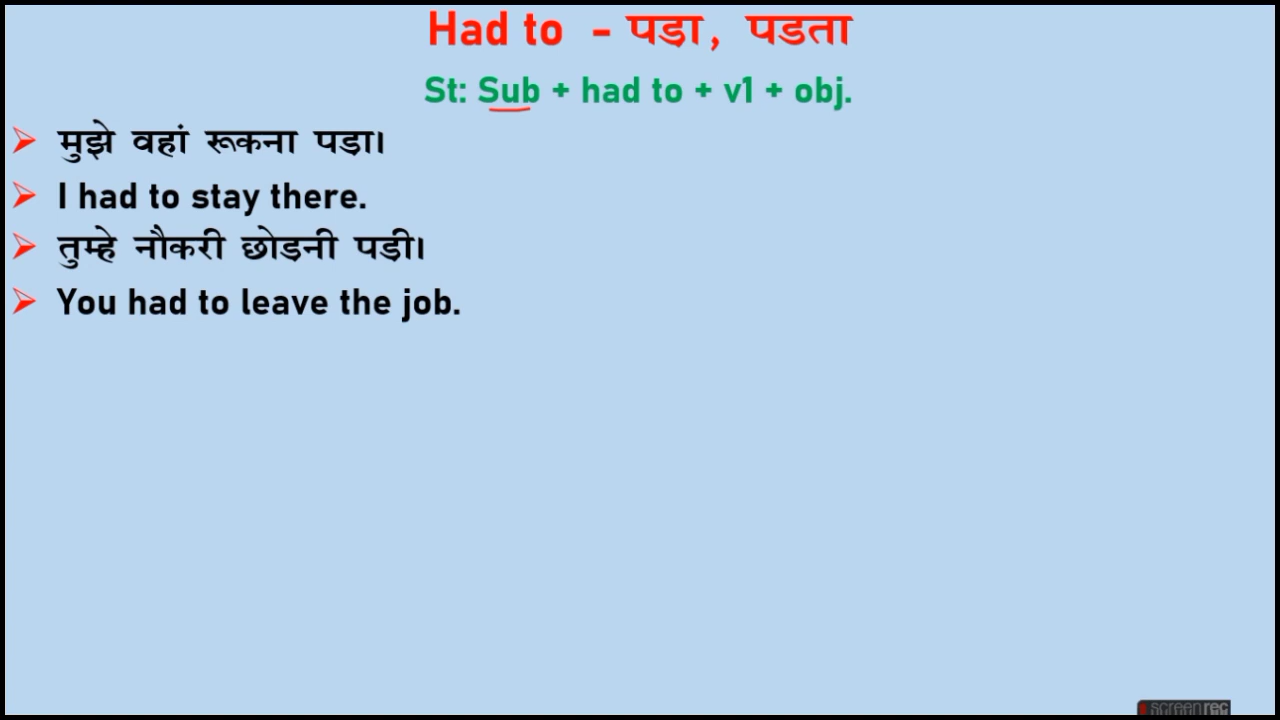 Had to - पडा, पडता
St: Sub + had to + v1 + obj.
मुझे वहां रूकना पडा।
I had to stay there.
तुम्हे नौकरी छोडनी पडी।
You had to leave the job.
screenrec